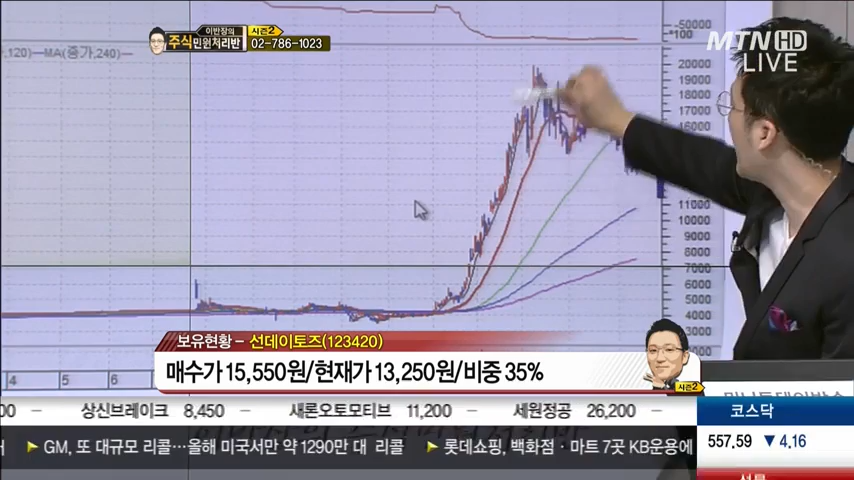 이반장의 시즌2
주식민원처리반 02-786-1023
MTN HD
LIVE
,120)—MA(종가,240)—
-50000
*100
20000
19000
18000
17000
16000
11000
10000
9000
8000
7000
6000
5000
4000
3000
보유현황 - 선데이토즈(123420)
매수가 15,550원/현재가 13,250원/비중 35%
시즌2
4 5 6
00 — 상신브레이크 8,450 — 새론오토모티브 11,200 — 세원정공 26,200 —
코스닥
557.59 ▼ 4.16
GM, 또 대규모 리콜…올해 미국서만 약 1290만 대 리콜 롯데쇼핑, 백화점·마트 7곳 KB운용에